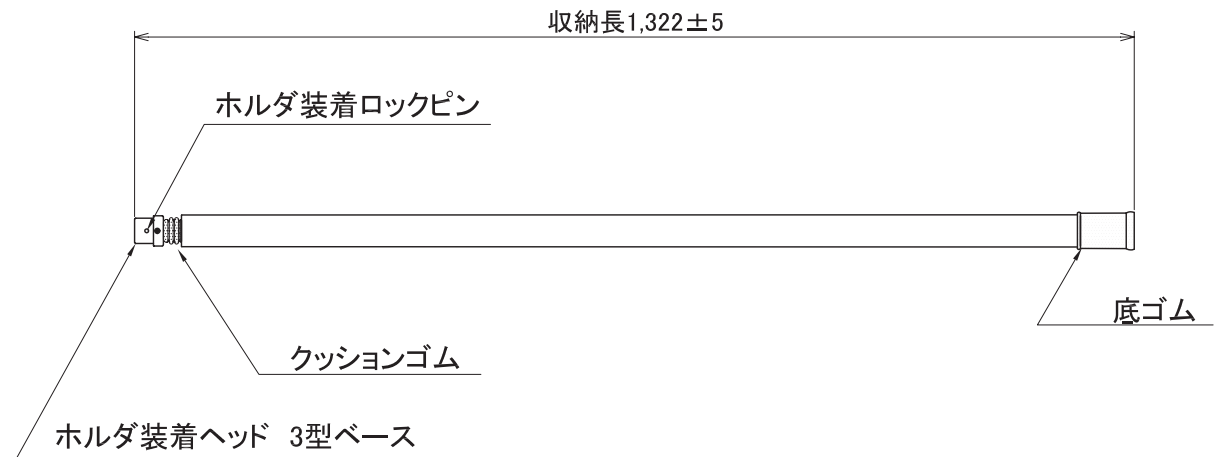 収納長1,322±5
ホルダ装着ロックピン
底ゴム
クッションゴム
ホルダ装着ヘッド 3型ベース